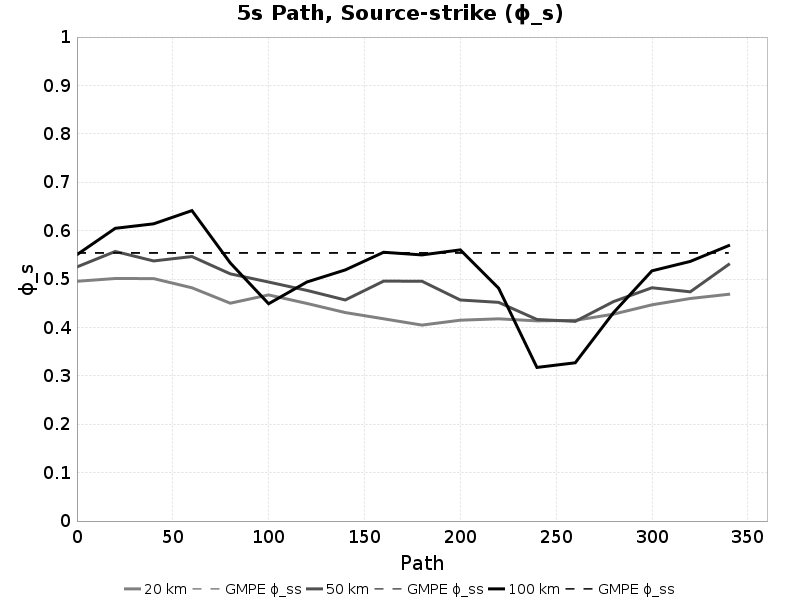 5s Path, Source-strike (ϕ_s)
1
0.9
0.8
0.7
0.6
0.5
0.4
0.3
0.2
0.1
0
ϕ_s
0 50 100 150 200 250 300 350
Path
20 km GMPE ϕ_ss 50 km GMPE ϕ_ss 100 km GMPE ϕ_ss